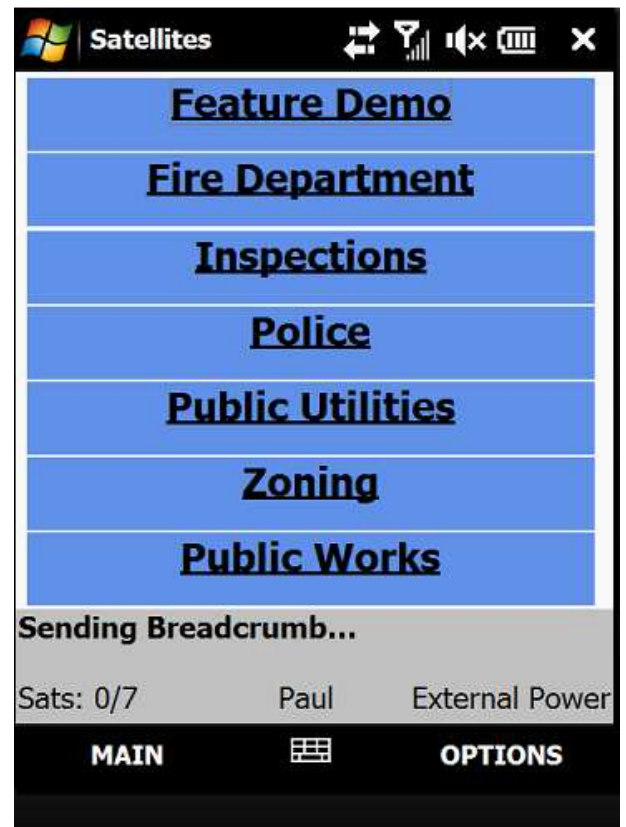 Satellites
Feature Demo
Fire Department
Inspections
Police
Public Utilities
Zoning
Public Works
Sending Breadcrumb...
Sats: 0/7 Paul External Power
MAIN OPTIONS